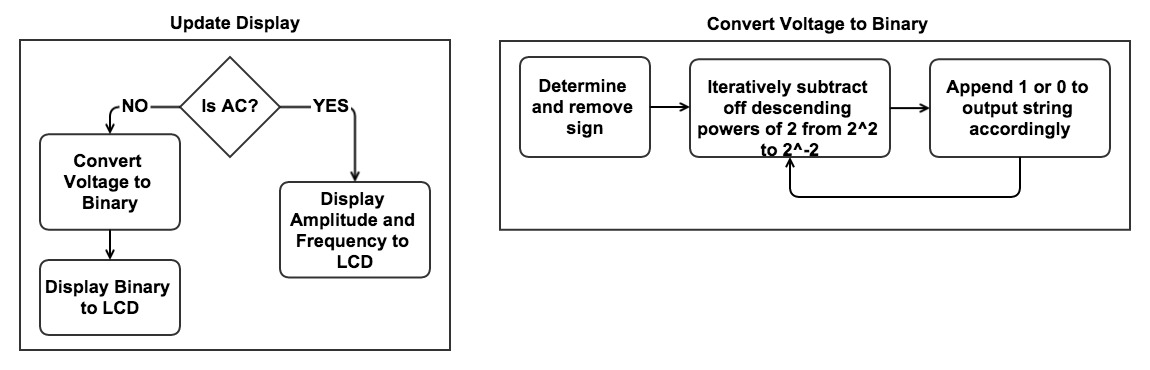 Update Display
Is AC?
NO
YES
Convert
Voltage to
Binary
Display Binary
to LCD
Display
Amplitude and
Frequency to
LCD
Convert Voltage to Binary
Determine
and remove
sign
Iteratively subtract
off descending
powers of 2 from 2^2
to 2^-2
Append 1 or 0 to
output string
accordingly